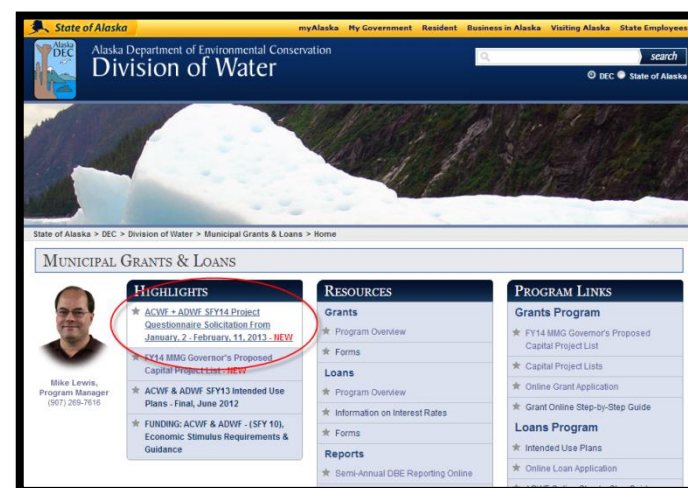 State of Alaska
myAlaska My Government Resident Business in Alaska Visiting Alaska State Employees
Alaska
DEC
Alaska Department of Environmental Conservation
Division of Water
search
DEC State of Alaska
State of Alaska > DEC > Division of Water > Municipal Grants & Loans > Home
MUNICIPAL GRANTS & LOANS
Mike Lewis,
Program Manager
(907) 269-7616
HIGHLIGHTS
ACWF + ADWF SFY14 Project
Questionnaire Solicitation From
January, 2 - February, 11, 2013 - NEW
FY14 MMG Governor's Proposed
Capital Project List - NEW
ACWF & ADWF SFY13 Intended Use
Plans - Final, June 2012
FUNDING: ACWF & ADWF - (SFY 10),
Economic Stimulus Requirements &
Guidance
RESOURCES
Grants
Program Overview
Forms
Loans
Program Overview
Information on Interest Rates
Forms
Reports
Semi-Annual DBE Reporting Online
PROGRAM LINKS
Grants Program
FY14 MMG Governor's Proposed
Capital Project List
Capital Project Lists
Online Grant Application
Grant Online Step-by-Step Guide
Loans Program
Intended Use Plans
Online Loan Application